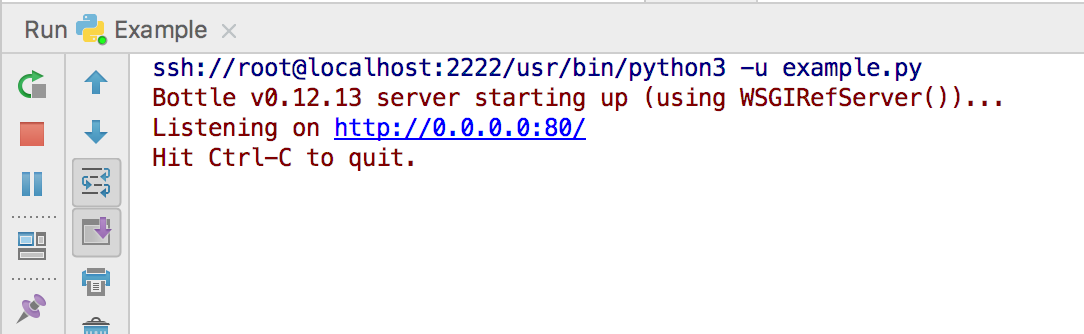 Run Example
ssh://root@localhost:2222/usr/bin/python3 -u example.py
Bottle v0.12.13 server starting up (using WSGIRefServer())...
Listening on http://0.0.0.0:80/
Hit Ctrl-C to quit.